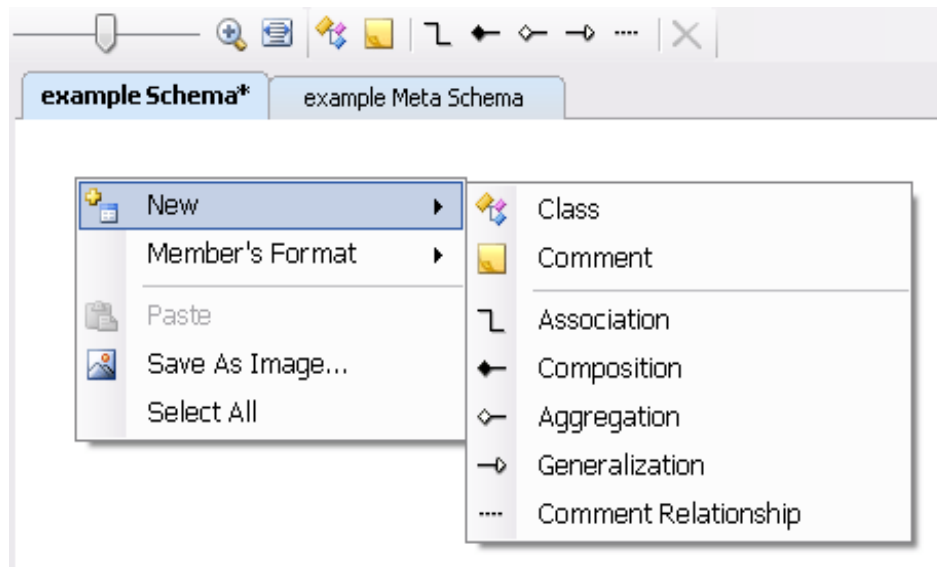 example Schema*
example Meta Schema
New
Member's Format
Paste
Save As Image...
Select All
Class
Comment
Association
Composition
Aggregation
Generalization
Comment Relationship